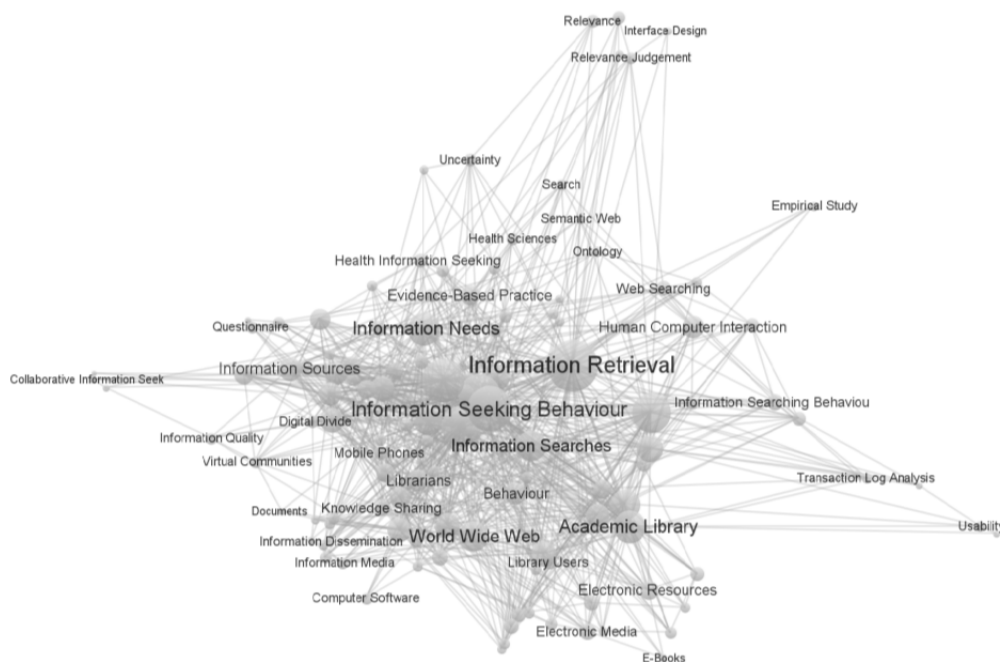 Relevance
Interface Design
Relevance Judgement
Uncertainty
Search
Empirical Study
Semantic Web
Health Sciences
Ontology
Health Information Seeking
Web Searching
Evidence-Based Practice
Questionnaire
Information Needs
Human Computer Interaction
Information Sources
Information Retrieval
Collaborative Information Seek
Information Seeking Behaviour
Information Searching Behaviou
Digital Divide
Information Quality
Information Searches
Mobile Phones
Virtual Communities
Librarians
Transaction Log Analysis
Behaviour
Documents
Knowledge Sharing
Academic Library
Usability
Information Dissemination
World Wide Web
Information Media
Library Users
Electronic Resources
Computer Software
Electronic Media
E-Books